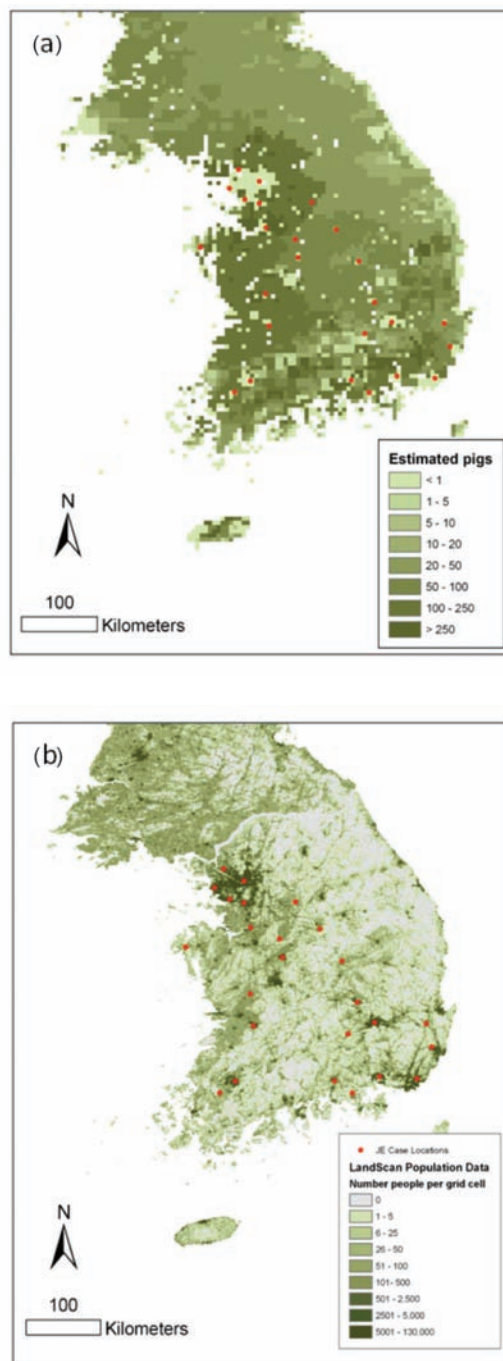 (a)
N
100
Kilometers
Estimated pigs
< 1
1 - 5
5 - 10
10 - 20
20 - 50
50 - 100
100 - 250
> 250
(b)
N
100
Kilometers
JE Case Locations
LandScan Population Data
Number people per grid cell
0
1 - 5
6 - 25
26 - 50
51 - 100
101- 500
501 - 2.500
2501 - 5.000
5001 - 130.000